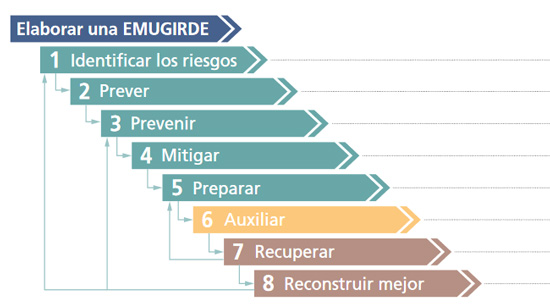 Elaborar una EMUGIRDE
1 Identificar los riesgos
2 Prever
3 Prevenir
4 Mitigar
5 Preparar
6 Auxiliar
7 Recuperar
8 Reconstruir mejor